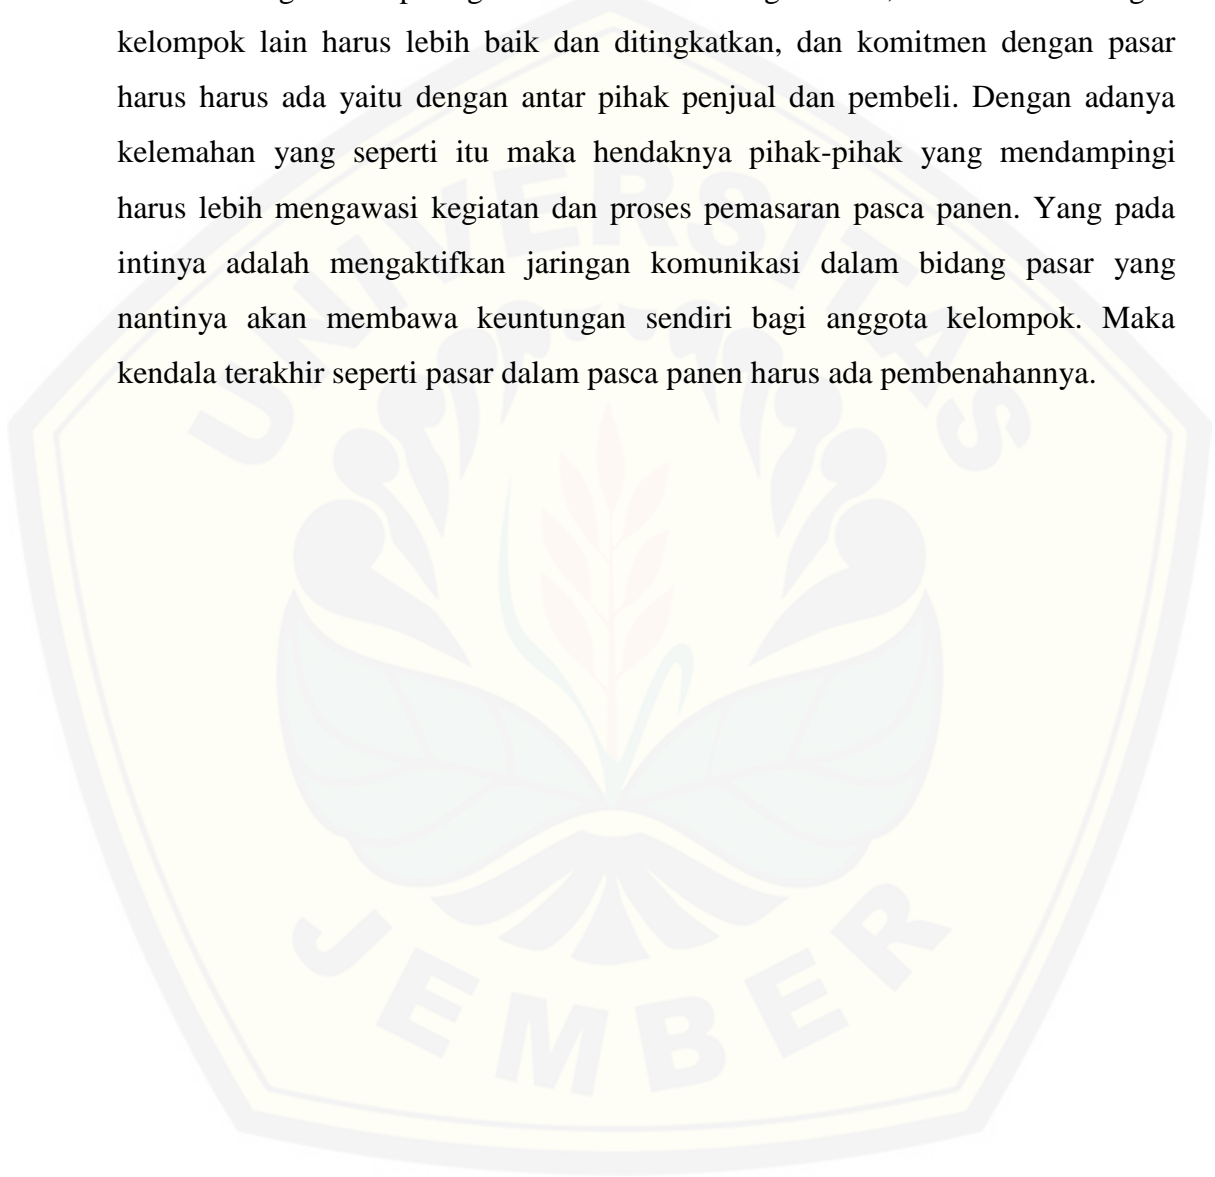 kelompok lain harus lebih baik dan ditingkatkan, dan komitmen dengan pasar
harus harus ada yaitu dengan antar pihak penjual dan pembeli. Dengan adanya
kelemahan yang seperti itu maka hendaknya pihak-pihak yang mendampingi
harus lebih mengawasi kegiatan dan proses pemasaran pasca panen. Yang pada
intinya adalah mengaktifkan jaringan komunikasi dalam bidang pasar yang
nantinya akan membawa keuntungan sendiri bagi anggota kelompok. Maka
kendala terakhir seperti pasar dalam pasca panen harus ada pembenahannya.
UNIVERSITAS
JEMBER